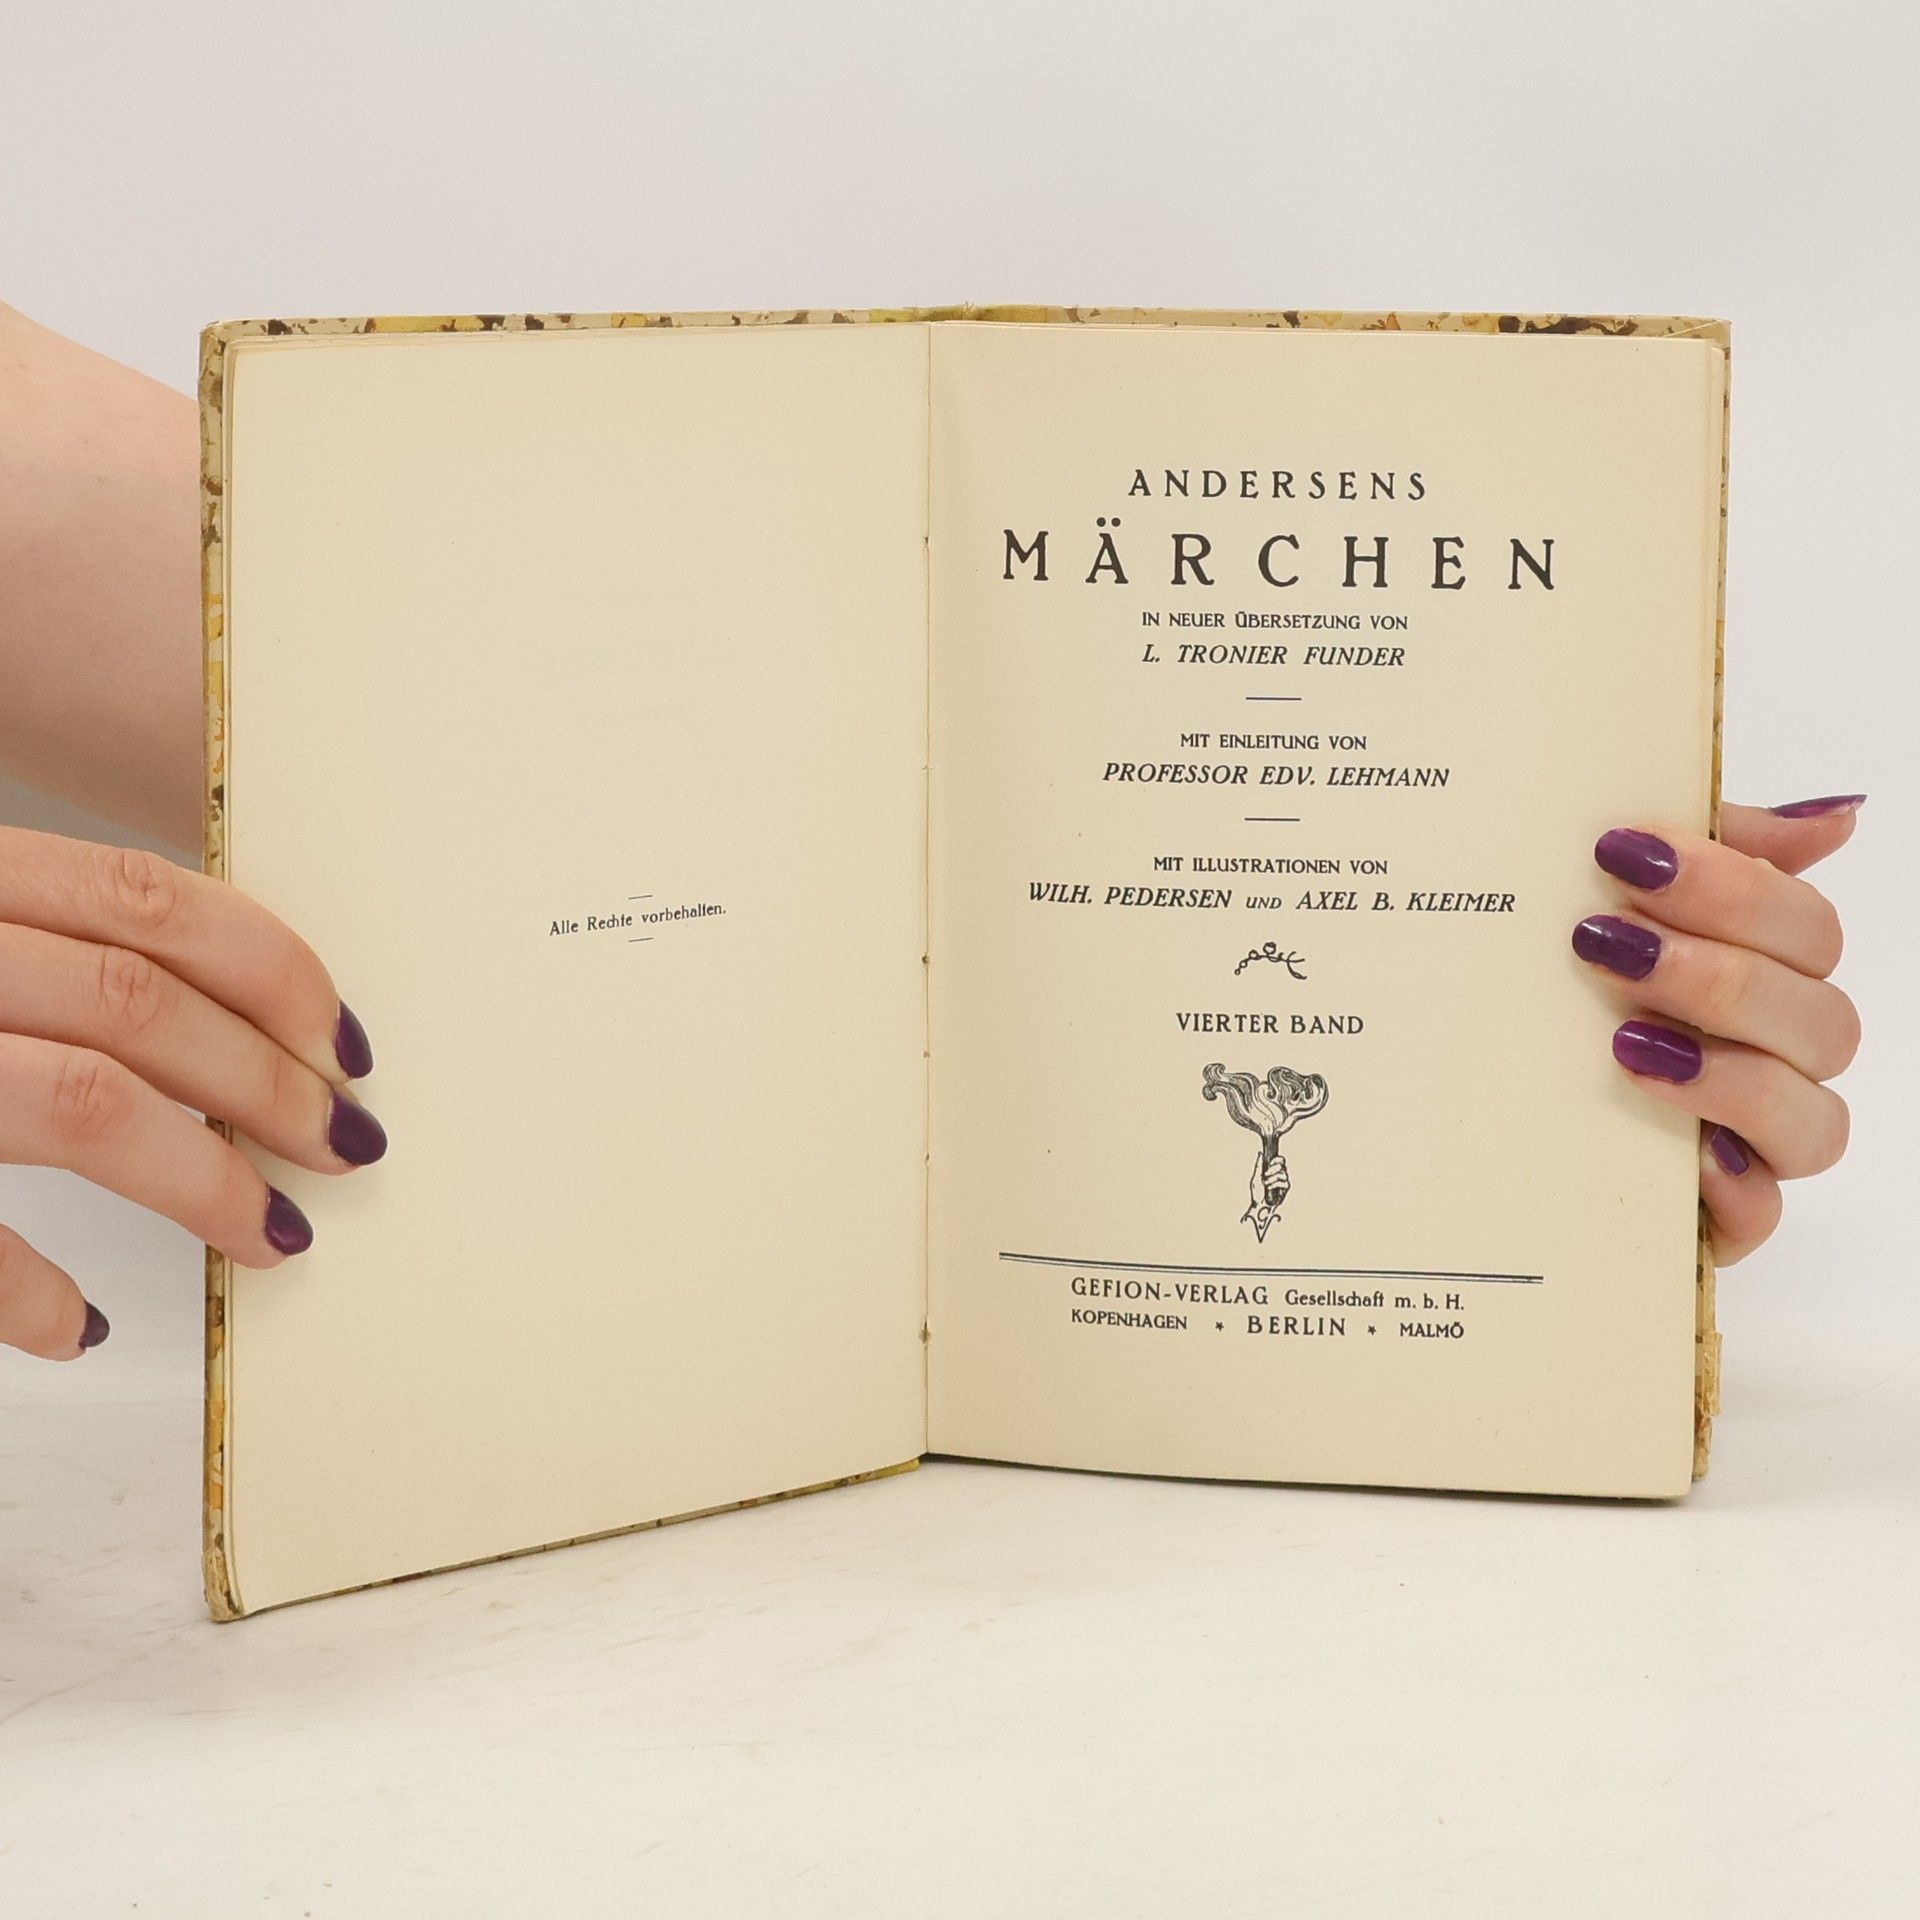 Alle Rechte vorbehalten.
ANDERSENS
MÄRCHEN
IN NEUER ÜBERSETZUNG VON
L. TRONIER FUNDER
MIT EINLEITUNG VON
PROFESSOR EDV. LEHMANN
MIT ILLUSTRATIONEN VON
WILH. PEDERSEN UND AXEL B. KLEIMER
VIERTER BAND
GEFION-VERLAG Gesellschaft m. b. H.
KOPENHAGEN * BERLIN * MALMÖ